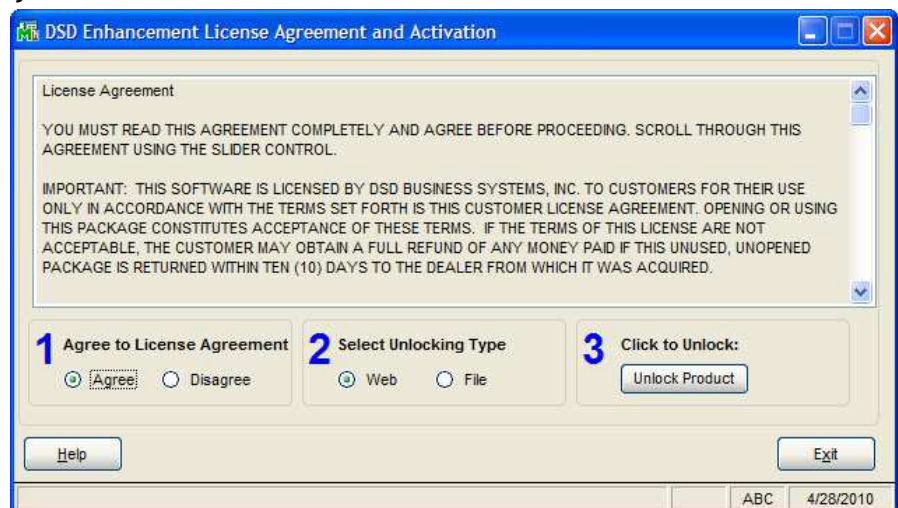 DSD Enhancement License Agreement and Activation
License Agreement
YOU MUST READ THIS AGREEMENT COMPLETELY AND AGREE BEFORE PROCEEDING. SCROLL THROUGH THIS
AGREEMENT USING THE SLIDER CONTROL.
IMPORTANT: THIS SOFTWARE IS LICENSED BY DSD BUSINESS SYSTEMS, INC. TO CUSTOMERS FOR THEIR USE
ONLY IN ACCORDANCE WITH THE TERMS SET FORTH IS THIS CUSTOMER LICENSE AGREEMENT. OPENING OR USING
THIS PACKAGE CONSTITUTES ACCEPTANCE OF THESE TERMS. IF THE TERMS OF THIS LICENSE ARE NOT
ACCEPTABLE, THE CUSTOMER MAY OBTAIN A FULL REFUND OF ANY MONEY PAID IF THIS UNUSED, UNOPENED
PACKAGE IS RETURNED WITHIN TEN (10) DAYS TO THE DEALER FROM WHICH IT WAS ACQUIRED.
1 Agree to License Agreement
Agree Disagree
2 Select Unlocking Type
Web File
3 Click to Unlock:
Unlock Product
Help Exit
ABC 4/28/2010